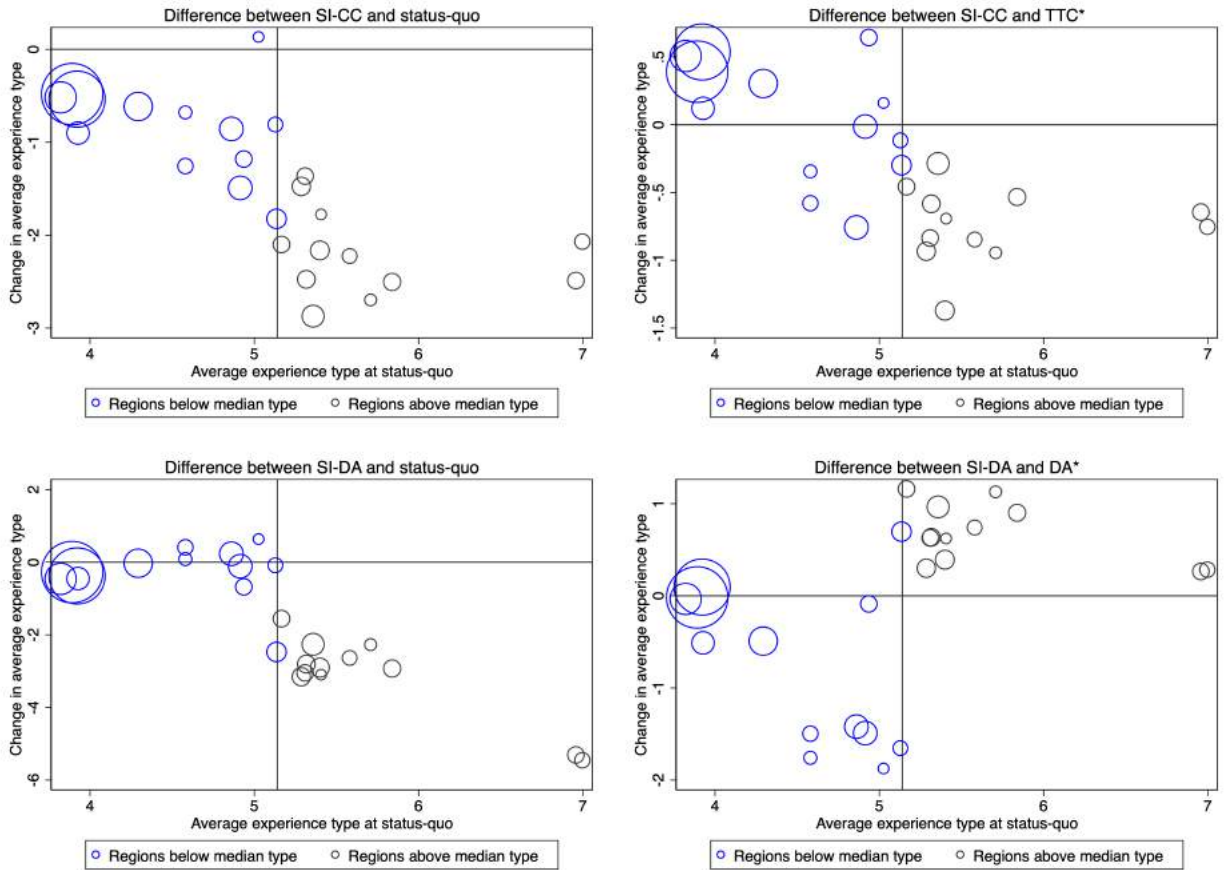 Difference between SI-CC and status-quo
Change in average experience type
0
-1
-2
-3
4 5 6 7
Average experience type at status-quo
Regions below median type Regions above median type
Difference between SI-CC and TTC*
Change in average experience type
.5
0
-.5
-1
-1.5
4 5 6 7
Average experience type at status-quo
Regions below median type Regions above median type
Difference between SI-DA and status-quo
Change in average experience type
2
0
-2
-4
-6
4 5 6 7
Average experience type at status-quo
Regions below median type Regions above median type
Difference between SI-DA and DA*
Change in average experience type
1
0
-1
-2
4 5 6 7
Average experience type at status-quo
Regions below median type Regions above median type